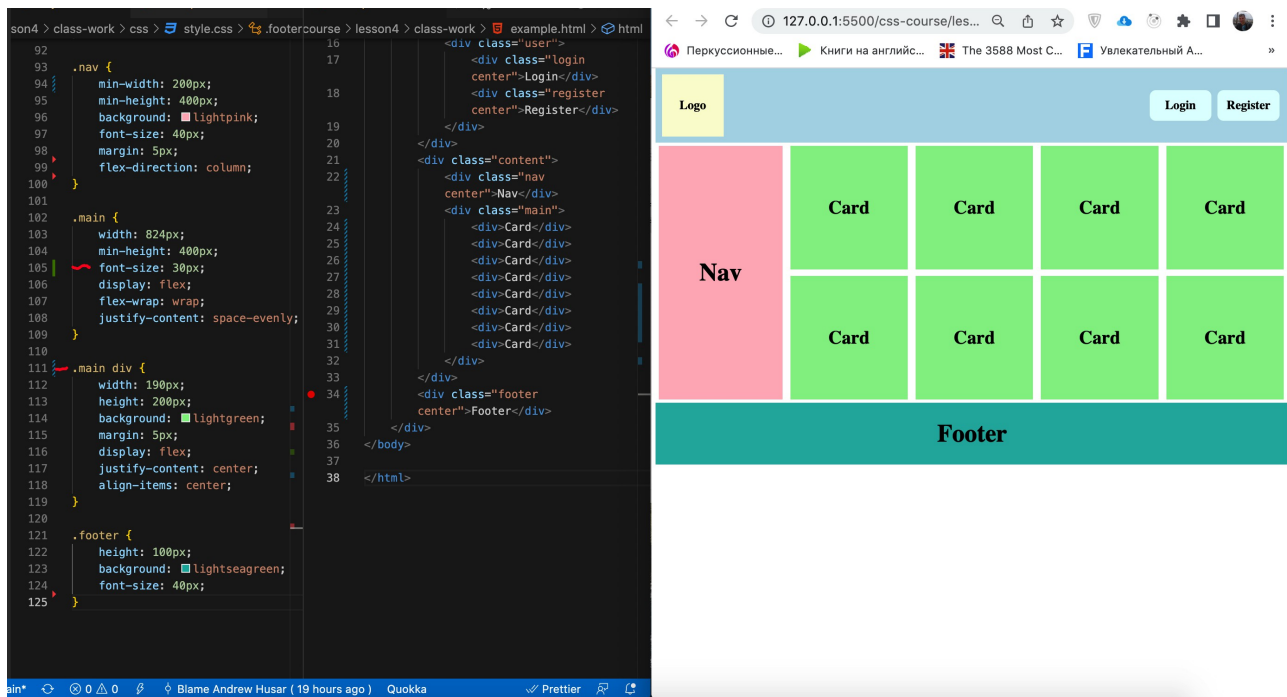 son4 > class-work > css > style.css > .footer
course > lesson4 > class-work > example.html > html
92
93 .nav {
94 min-width: 200px;
95 min-height: 400px;
96 background: lightpink;
97 font-size: 40px;
98 margin: 5px;
99 flex-direction: column;
100 }
101
102 .main {
103 width: 824px;
104 min-height: 400px;
105 font-size: 30px;
106 display: flex;
107 flex-wrap: wrap;
108 justify-content: space-evenly;
109 }
110
111 .main div {
112 width: 190px;
113 height: 200px;
114 background: lightgreen;
115 margin: 5px;
116 display: flex;
117 justify-content: center;
118 align-items: center;
119 }
120
121 .footer {
122 height: 100px;
123 background: lightseagreen;
124 font-size: 40px;
125 }
16 <div class="user">
17 <div class="login
center">Login</div>
18 <div class="register
center">Register</div>
19 </div>
20 </div>
21 <div class="content">
22 <div class="nav
center">Nav</div>
23 <div class="main">
24 <div>Card</div>
25 <div>Card</div>
26 <div>Card</div>
27 <div>Card</div>
28 <div>Card</div>
29 <div>Card</div>
30 <div>Card</div>
31 <div>Card</div>
32 </div>
33 </div>
34 <div class="footer
center">Footer</div>
35 </div>
36 </body>
37
38 </html>
ain* 0 0 Blame Andrew Husar ( 19 hours ago ) Quokka Prettier
127.0.0.1:5500/css-course/les...
Перкуссионные... Книги на английс... The 3588 Most C... Увлекательный А... »
Logo Login Register
Nav
Card Card Card Card
Card Card Card Card
Footer